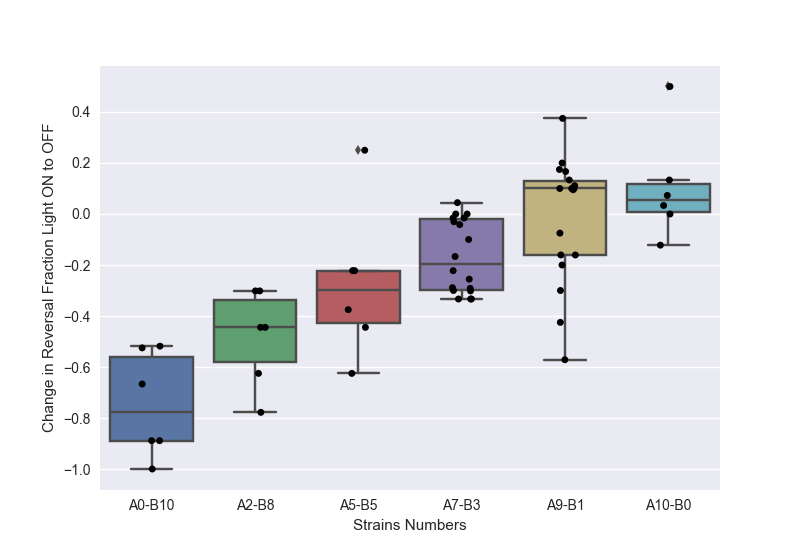 Change in Reversal Fraction Light ON to OFF
0.4
0.2
0.0
−0.2
−0.4
−0.6
−0.8
−1.0
A0-B10 A2-B8 A5-B5 A7-B3 A9-B1 A10-B0
Strains Numbers